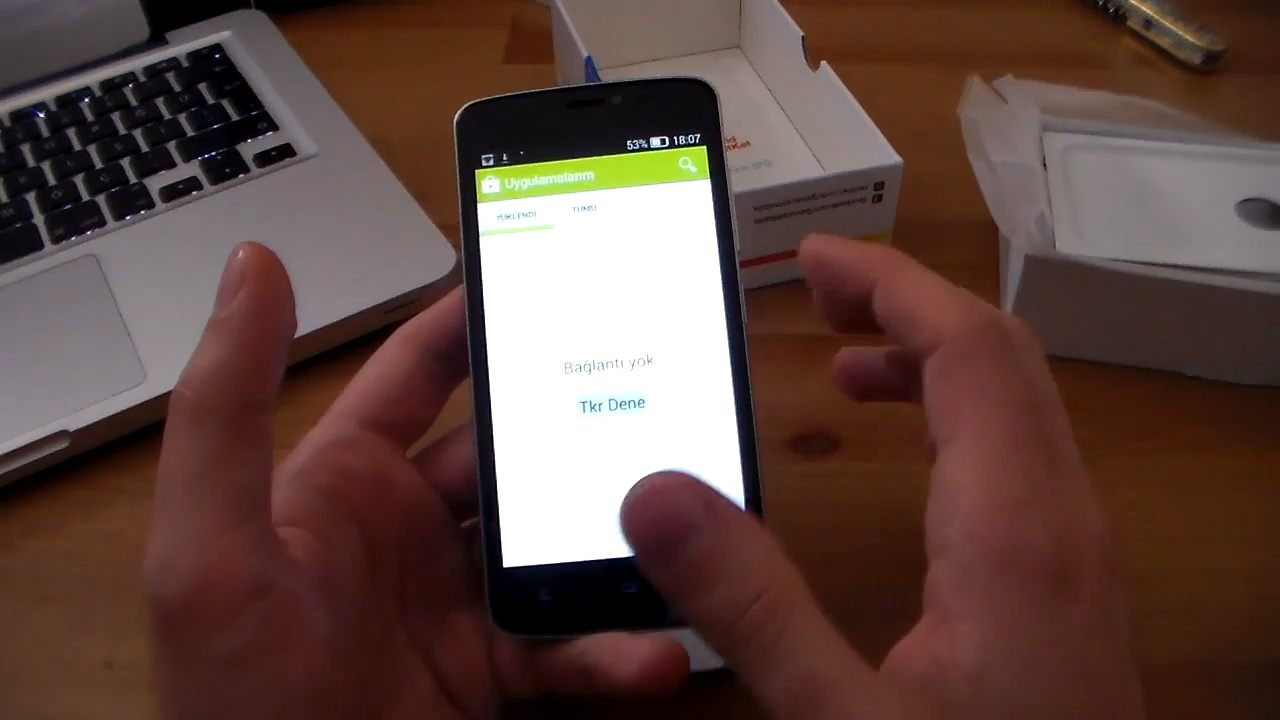 53% 18:07
Uygulamalarım
YÜKLENDİ TÜMÜ
Bağlantı yok
Tkr Dene